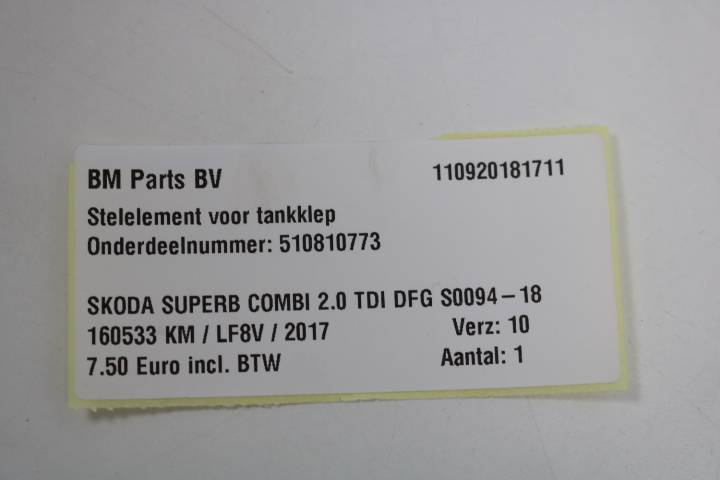 BM Parts BV 110920181711
Stelelement voor tankklep
Onderdeelnummer: 510810773
SKODA SUPERB COMBI 2.0 TDI DFG S0094-18
160533 KM / LF8V / 2017 Verz: 10
7.50 Euro incl. BTW Aantal: 1